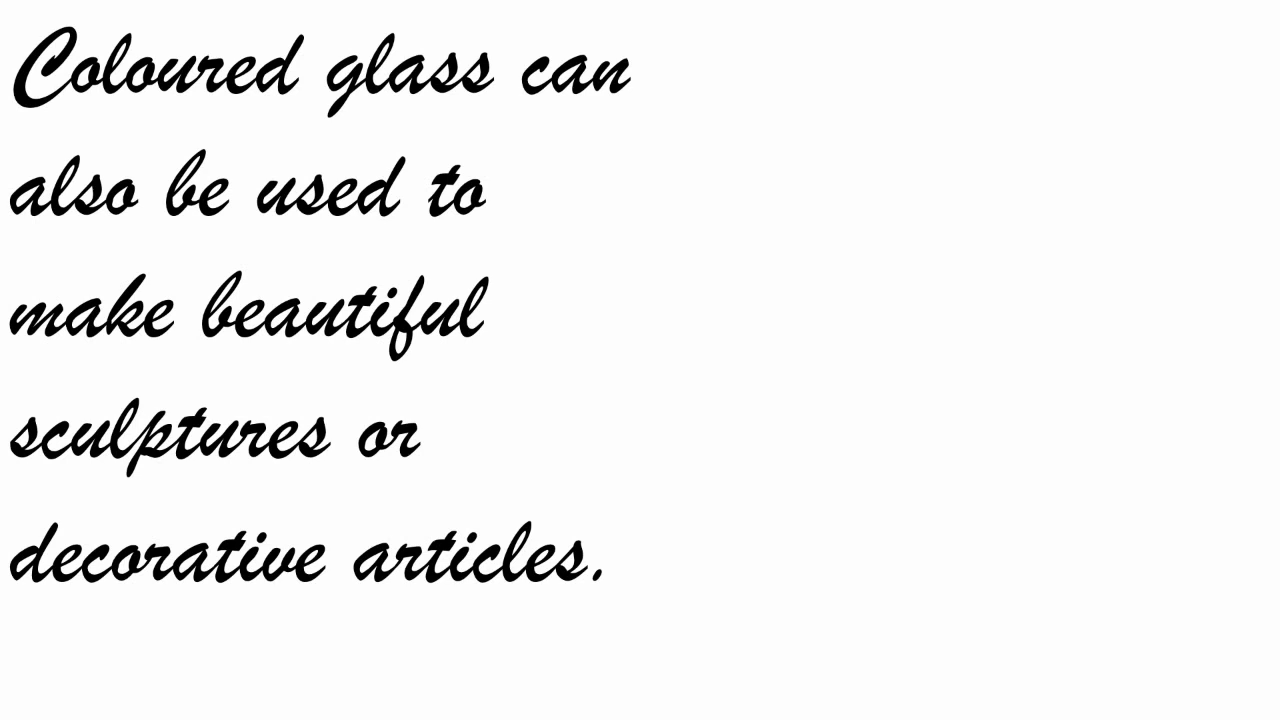 Coloured glass can
also be used to
make beautiful
sculptures or
decorative articles.